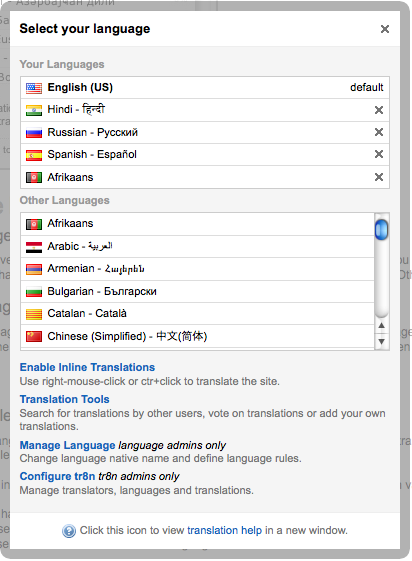 Азәрбајҹан дили
Select your language
Your Languages
English (US) default
Hindi - हिन्दी
Russian - Русский
Spanish - Español
Afrikaans
Other Languages
Afrikaans
Arabic - العربية
Armenian - Հայերեն
Bulgarian - Български
Catalan - Català
Chinese (Simplified) - 中文(简体)
Enable Inline Translations
Use right-mouse-click or ctr+click to translate the site.
Translation Tools
Search for translations by other users, vote on translations or add your own
translations.
Manage Language language admins only
Change language native name and define language rules.
Configure tr8n tr8n admins only
Manage translators, languages and translations.
Click this icon to view translation help in a new window.